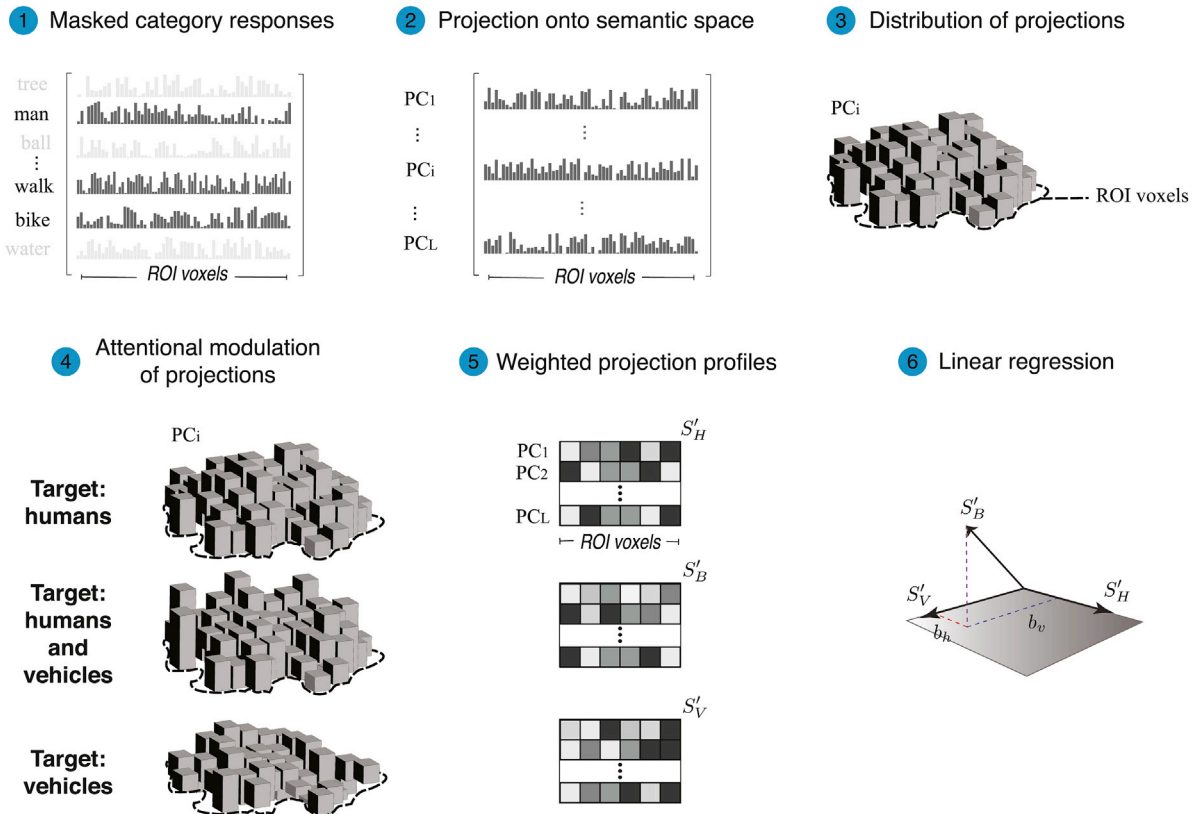 1 Masked category responses
tree
man
ball
⋮
walk
bike
water
ROI voxels
2 Projection onto semantic space
PC1
⋮
PCi
⋮
PCL
ROI voxels
3 Distribution of projections
PCi
ROI voxels
4 Attentional modulation
of projections
PCi
Target:
humans
Target:
humans
and
vehicles
Target:
vehicles
5 Weighted projection profiles
S′H
PC1
PC2
⋮
PCL
ROI voxels
S′B
⋮
S′V
⋮
6 Linear regression
S′B
S′V
S′H
bh
bv